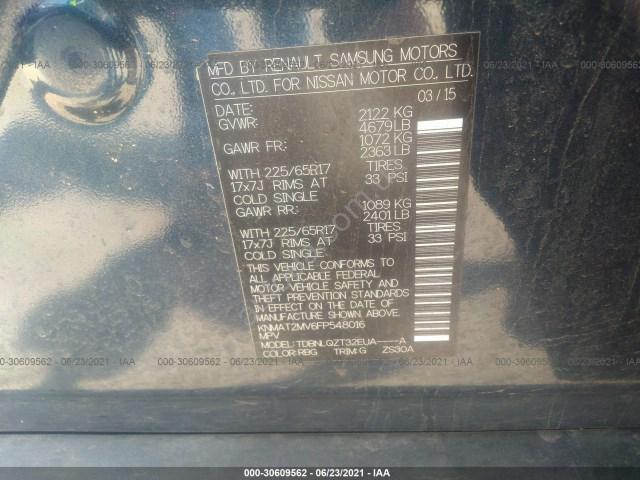 MFD BY RENAULT SAMSUNG MOTORS
CO., LTD. FOR NISSAN MOTOR CO., LTD.
DATE: 03/15
GVWR: 2122 KG
4679 LB
GAWR FR: 1072 KG
2363 LB
WITH 225/65R17 TIRES
17x7J RIMS AT 33 PSI
COLD SINGLE
GAWR RR: 1089 KG
2401 LB
WITH 225/65R17 TIRES
17x7J RIMS AT 33 PSI
COLD SINGLE
THIS VEHICLE CONFORMS TO
ALL APPLICABLE FEDERAL
MOTOR VEHICLE SAFETY AND
THEFT PREVENTION STANDARDS
IN EFFECT ON THE DATE OF
MANUFACTURE SHOWN ABOVE.
KNMAT2MV6FP548016
MPV
MODEL: TDBNLQZT32EUA-----A
COLOR: RBG TRIM: G ZS30A
000-30609562 - 06/23/2021 - IAA